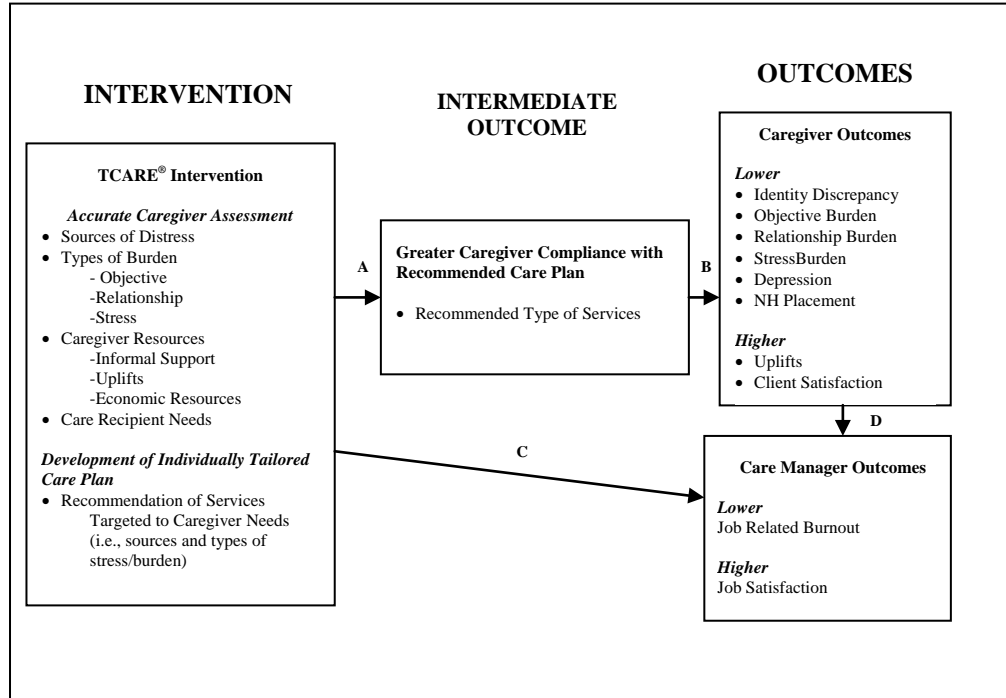 INTERVENTION
INTERMEDIATE
OUTCOME
OUTCOMES
TCARE® Intervention
Accurate Caregiver Assessment
• Sources of Distress
• Types of Burden
- Objective
-Relationship
-Stress
• Caregiver Resources
-Informal Support
-Uplifts
-Economic Resources
• Care Recipient Needs
Development of Individually Tailored
Care Plan
• Recommendation of Services
Targeted to Caregiver Needs
(i.e., sources and types of
stress/burden)
A
Greater Caregiver Compliance with
Recommended Care Plan
• Recommended Type of Services
B
Caregiver Outcomes
Lower
• Identity Discrepancy
• Objective Burden
• Relationship Burden
• StressBurden
• Depression
• NH Placement
Higher
• Uplifts
• Client Satisfaction
D
C
Care Manager Outcomes
Lower
Job Related Burnout
Higher
Job Satisfaction